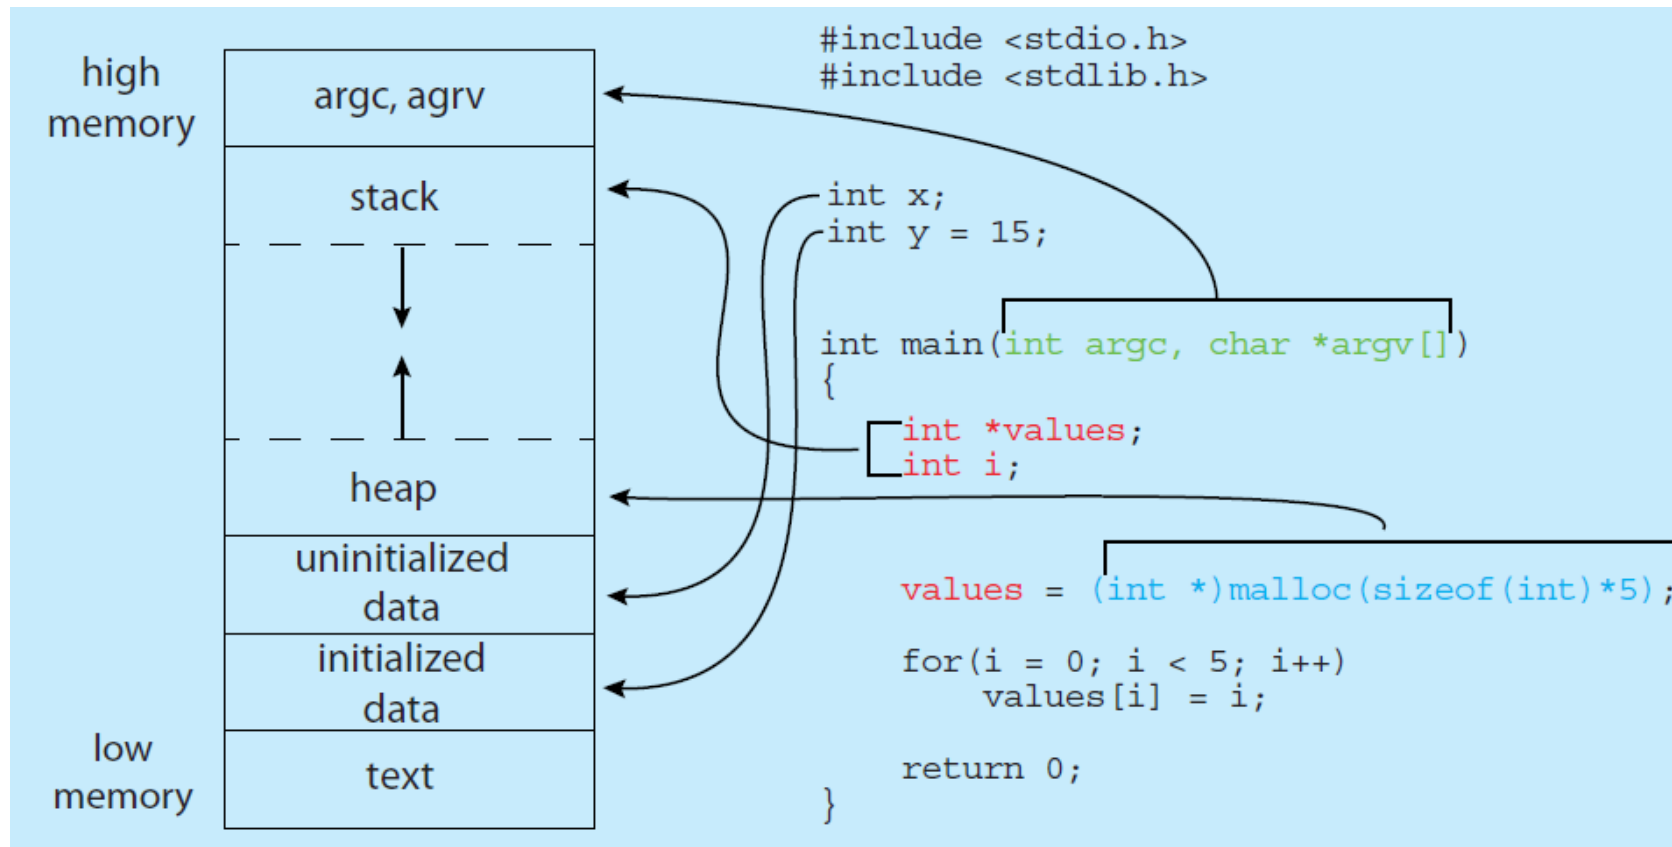 high
memory
argc, agrv
stack
heap
uninitialized
data
initialized
data
low
memory
text
#include <stdio.h>
#include <stdlib.h>
int x;
int y = 15;
int main(int argc, char *argv[])
{
int *values;
int i;
values = (int *)malloc(sizeof(int)*5);
for(i = 0; i < 5; i++)
values[i] = i;
return 0;
}